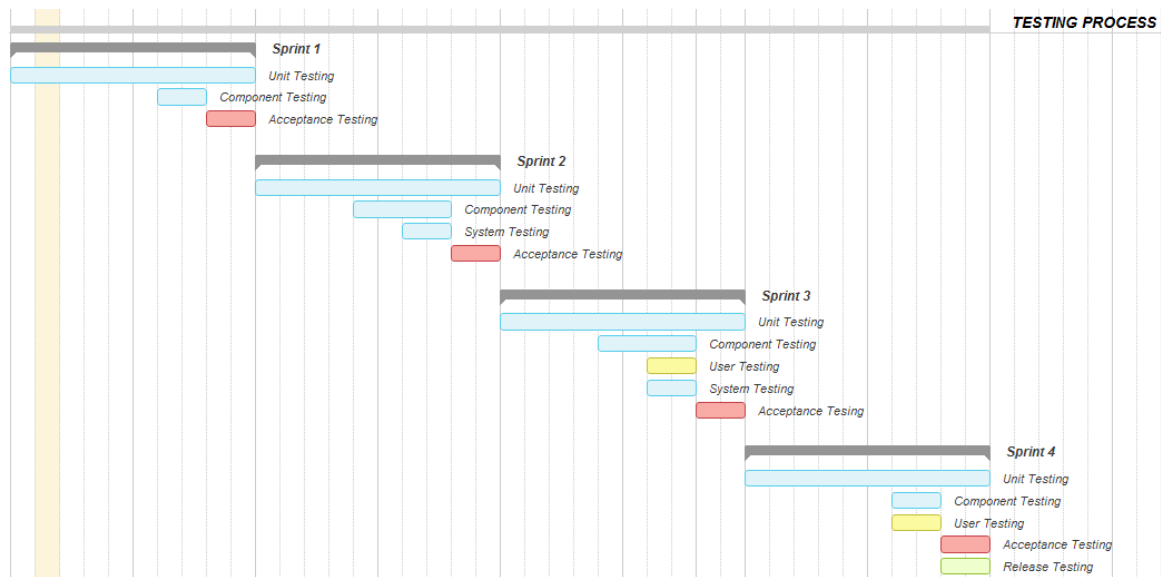 TESTING PROCESS
Sprint 1
Unit Testing
Component Testing
Acceptance Testing
Sprint 2
Unit Testing
Component Testing
System Testing
Acceptance Testing
Sprint 3
Unit Testing
Component Testing
User Testing
System Testing
Acceptance Tesing
Sprint 4
Unit Testing
Component Testing
User Testing
Acceptance Testing
Release Testing